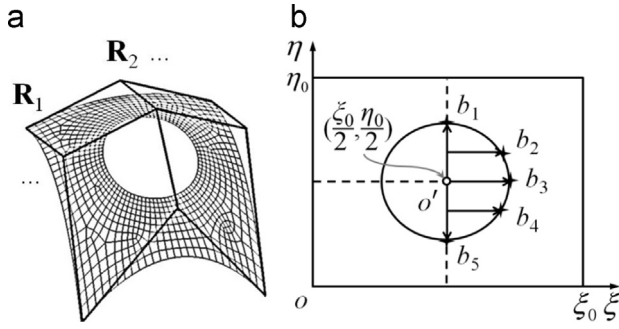 a
R₂ ...
R₁
...
b
η
η₀
(ξ₀/2, η₀/2)
b₁
b₂
b₃
o′
b₄
b₅
o
ξ₀ ξ